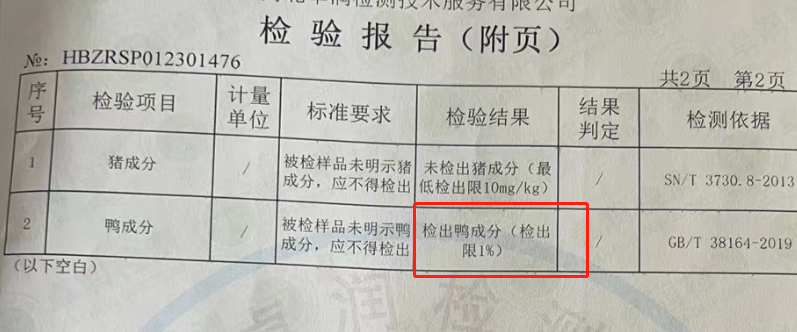 检测技术服务有限公司
检验报告（附页）
№：HBZRSP012301476
共2页 第2页
序号 检验项目 计量单位 标准要求 检验结果 结果判定 检测依据
1 猪成分 / 被检样品未明示猪成分，应不得检出 未检出猪成分（最低检出限10mg/kg） / SN/T 3730.8-2013
2 鸭成分 / 被检样品未明示鸭成分，应不得检出 检出鸭成分（检出限1%） / GB/T 38164-2019
（以下空白）
润检测